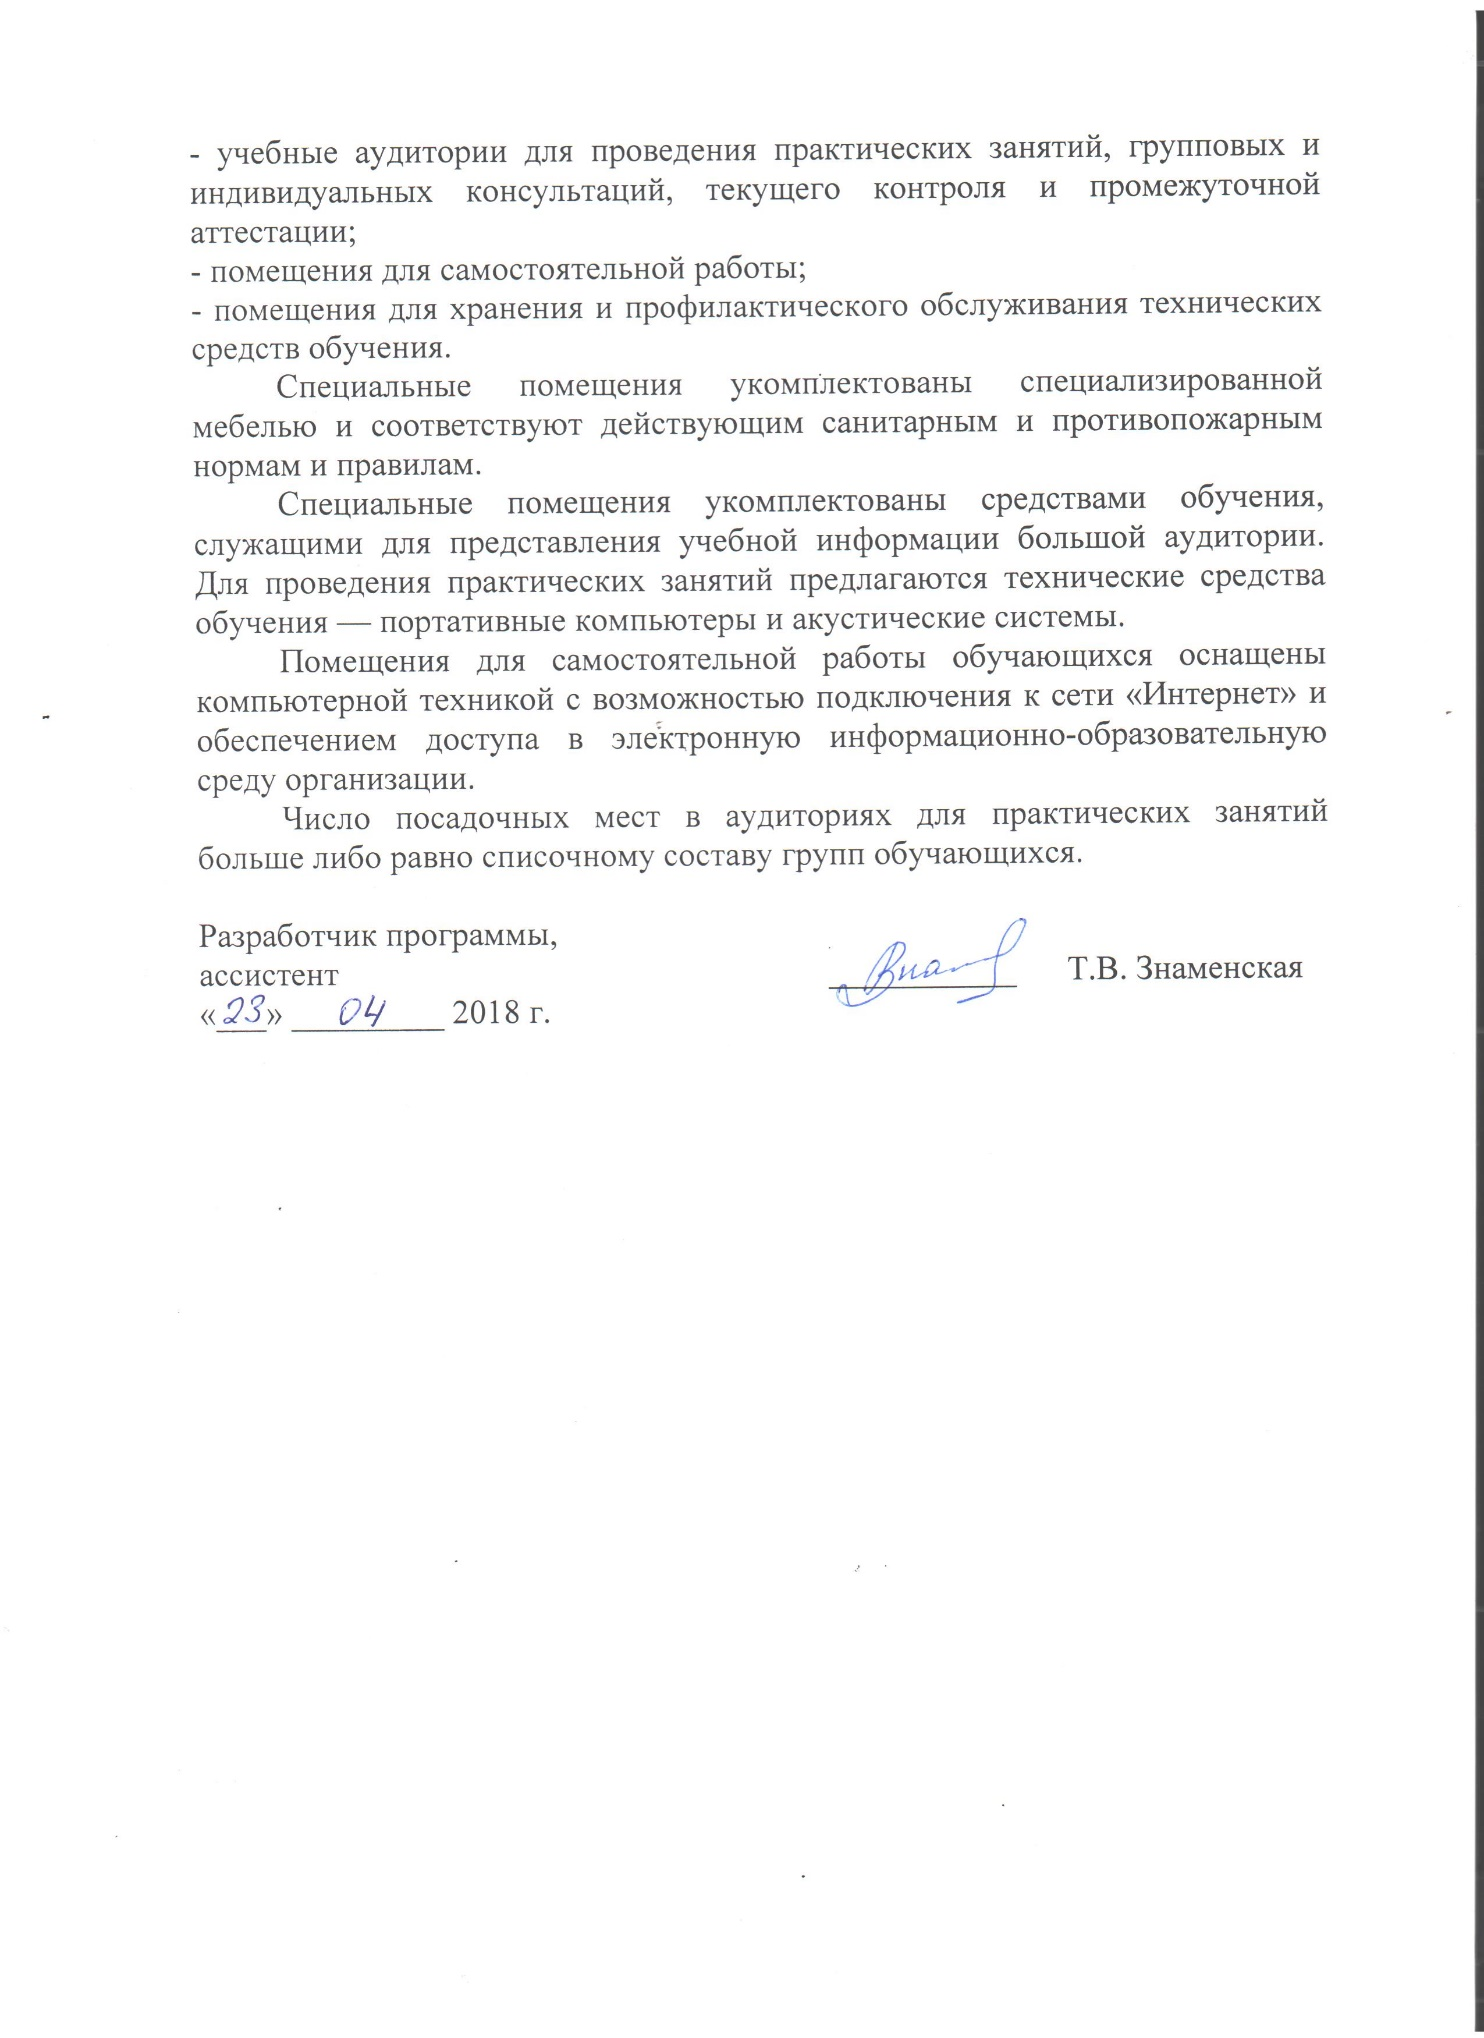 - учебные аудитории для проведения практических занятий, групповых и
индивидуальных консультаций, текущего контроля и промежуточной
аттестации;
- помещения для самостоятельной работы;
- помещения для хранения и профилактического обслуживания технических
средств обучения.
Специальные помещения укомплектованы специализированной
мебелью и соответствуют действующим санитарным и противопожарным
нормам и правилам.
Специальные помещения укомплектованы средствами обучения,
служащими для представления учебной информации большой аудитории.
Для проведения практических занятий предлагаются технические средства
обучения — портативные компьютеры и акустические системы.
Помещения для самостоятельной работы обучающихся оснащены
компьютерной техникой с возможностью подключения к сети «Интернет» и
обеспечением доступа в электронную информационно-образовательную
среду организации.
Число посадочных мест в аудиториях для практических занятий
больше либо равно списочному составу групп обучающихся.
Разработчик программы,
ассистент Т.В. Знаменская
«23» 04 2018 г.